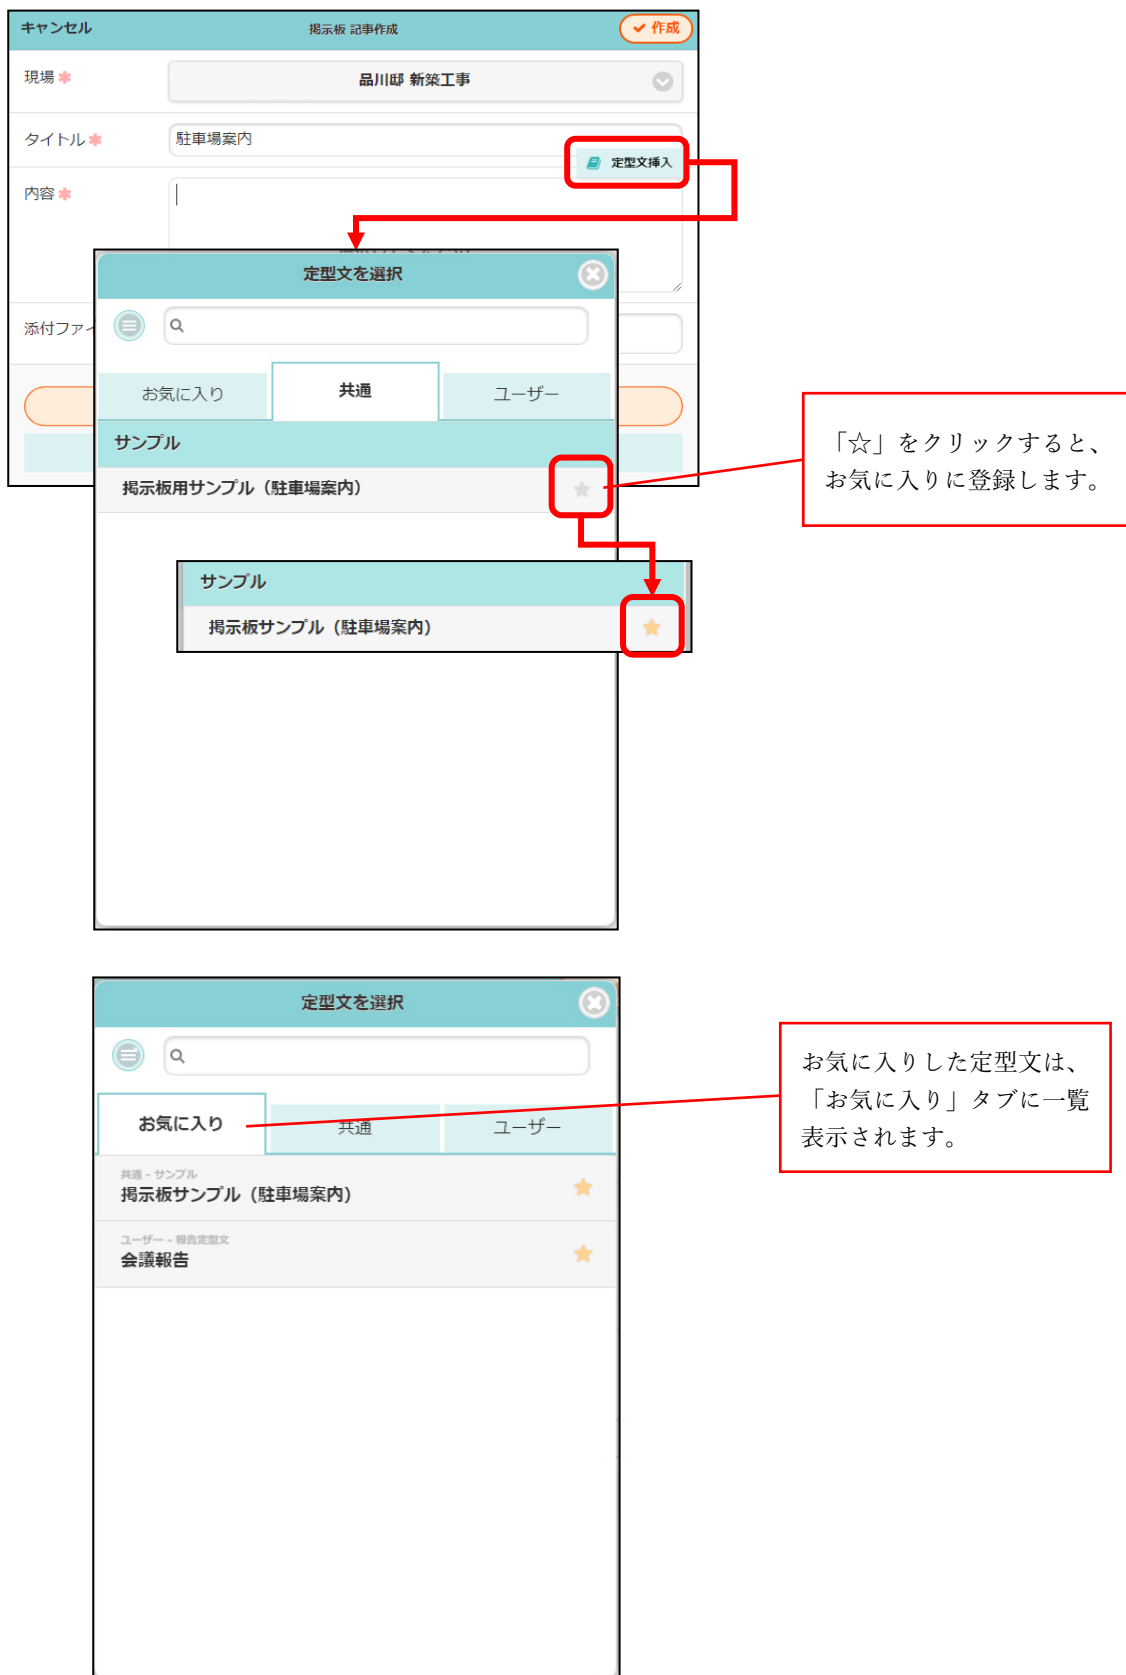 キャンセル
掲示板 記事作成
作成
現場
品川邸 新築工事
タイトル
駐車場案内
定型文挿入
内容
定型文を選択
添付ファイ
お気に入り
共通
ユーザー
サンプル
掲示板用サンプル（駐車場案内）
「☆」をクリックすると、
お気に入りに登録します。
サンプル
掲示板サンプル（駐車場案内）
定型文を選択
お気に入り
共通
ユーザー
共通 - サンプル
掲示板サンプル（駐車場案内）
ユーザー - 報告定型文
会議報告
お気に入りした定型文は、
「お気に入り」タブに一覧
表示されます。